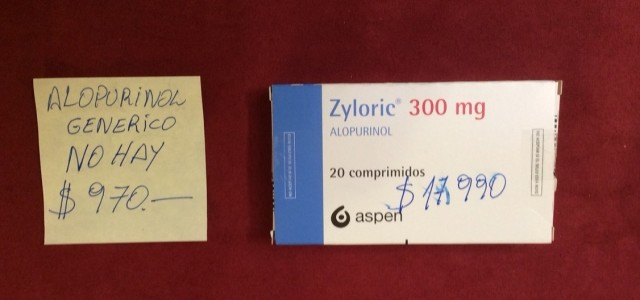 ALOPURINOL
GENERICO
NO HAY
$ 970.—
Zyloric® 300 mg
ALOPURINOL
20 comprimidos
$ 17.990
aspen